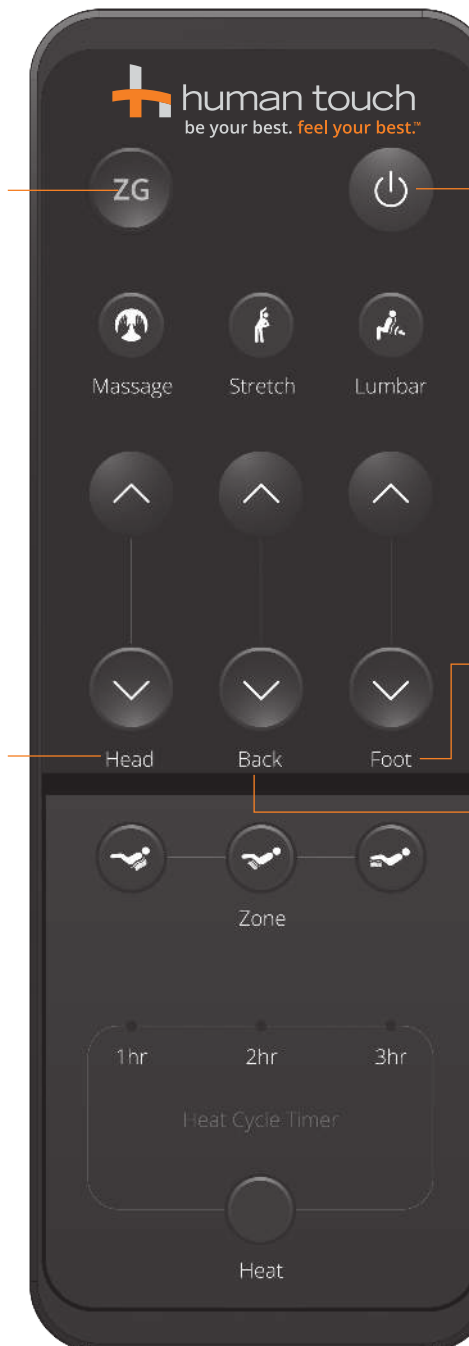 human touch
be your best. feel your best.™
ZG
Massage Stretch Lumbar
Head Back Foot
Zone
1hr 2hr 3hr
Heat Cycle Timer
Heat